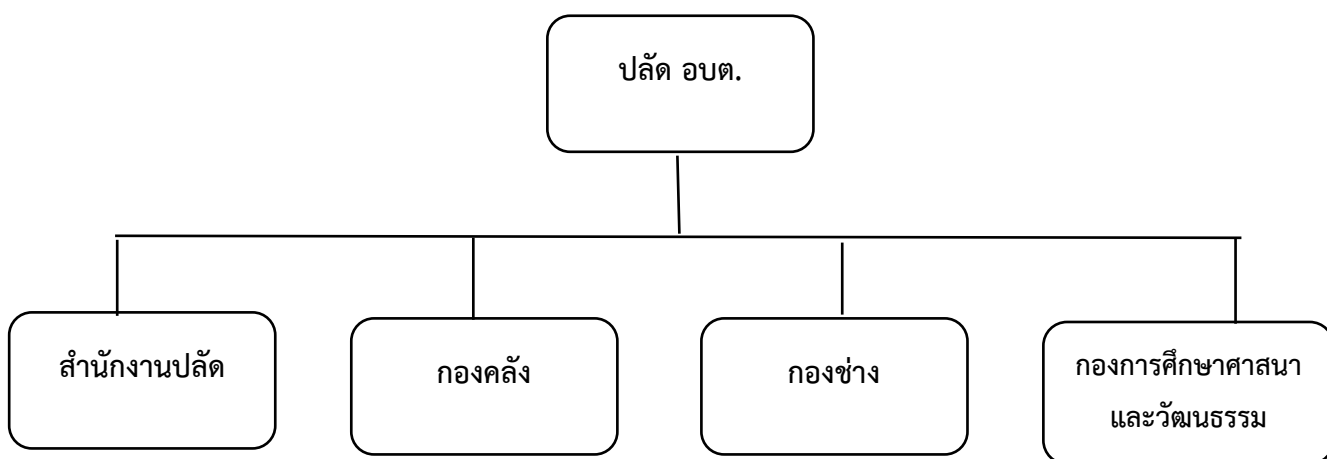 ปลัด อบต.
สำนักงานปลัด
กองคลัง
กองช่าง
กองการศึกษาศาสนา
และวัฒนธรรม